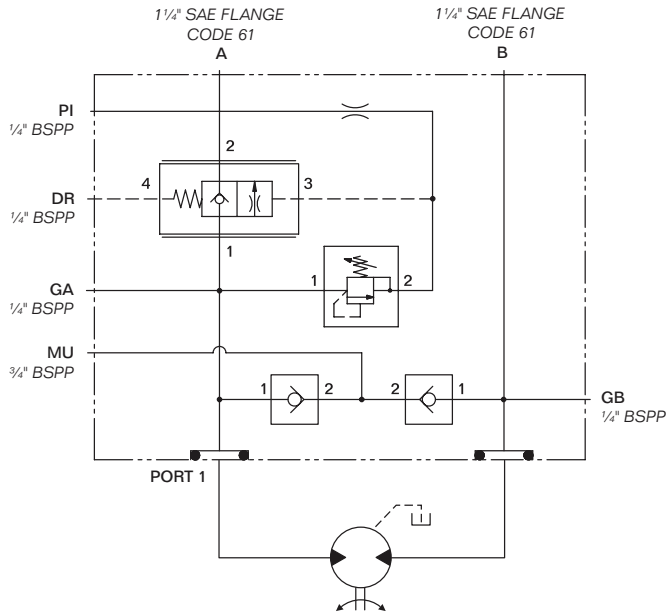 1¼" SAE FLANGE
CODE 61
A
1¼" SAE FLANGE
CODE 61
B
PI
¼" BSPP
2
4
3
DR
¼" BSPP
1
GA
¼" BSPP
1
2
MU
¾" BSPP
1
2
2
1
GB
¼" BSPP
PORT 1